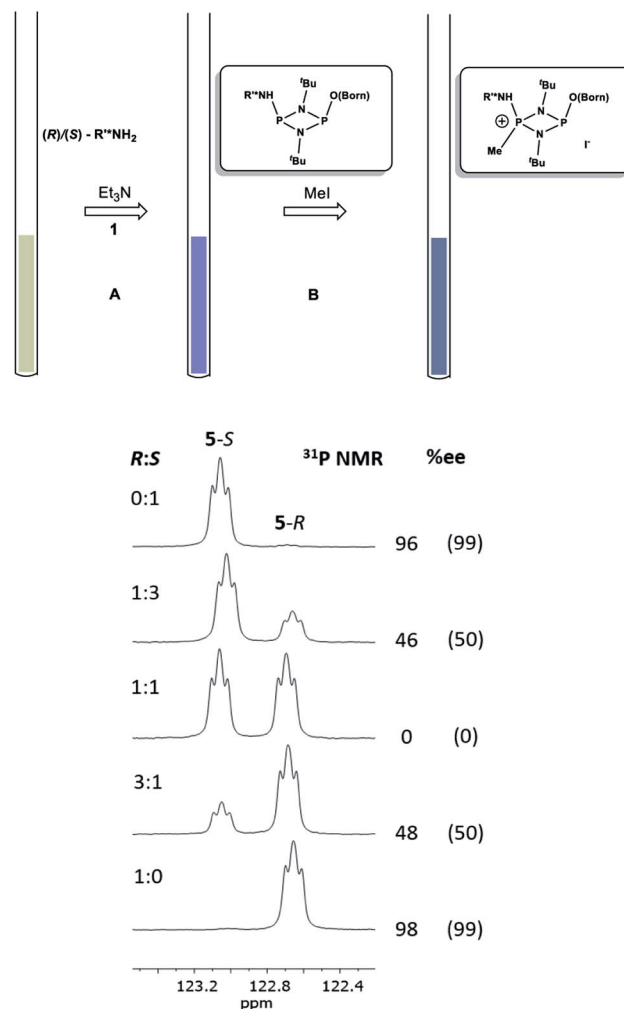 (R)/(S) - R'*NH₂
Et₃N
1
A
ᵗBu
R'*NH
N
O(Born)
P
P
N
ᵗBu
MeI
B
ᵗBu
R'*NH
N
O(Born)
⊕
P
P
N
Me
ᵗBu
I⁻
5-S
R:S
³¹P NMR
%ee
0:1
5-R
96 (99)
1:3
46 (50)
1:1
0 (0)
3:1
48 (50)
1:0
98 (99)
123.2 122.8 122.4
ppm